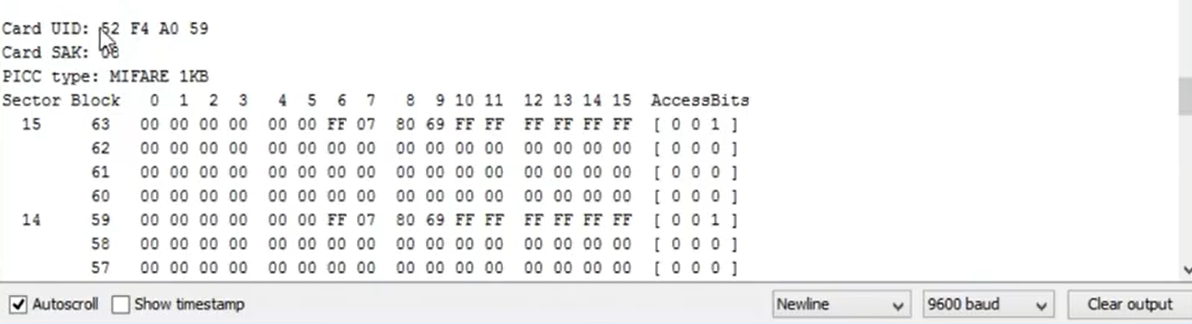 Card UID: 52 F4 A0 59
Card SAK: 08
PICC type: MIFARE 1KB
Sector Block 0 1 2 3 4 5 6 7 8 9 10 11 12 13 14 15 AccessBits
15 63 00 00 00 00 00 00 FF 07 80 69 FF FF FF FF FF FF [ 0 0 1 ]
62 00 00 00 00 00 00 00 00 00 00 00 00 00 00 00 00 [ 0 0 0 ]
61 00 00 00 00 00 00 00 00 00 00 00 00 00 00 00 00 [ 0 0 0 ]
60 00 00 00 00 00 00 00 00 00 00 00 00 00 00 00 00 [ 0 0 0 ]
14 59 00 00 00 00 00 00 FF 07 80 69 FF FF FF FF FF FF [ 0 0 1 ]
58 00 00 00 00 00 00 00 00 00 00 00 00 00 00 00 00 [ 0 0 0 ]
57 00 00 00 00 00 00 00 00 00 00 00 00 00 00 00 00 [ 0 0 0 ]
Autoscroll Show timestamp Newline 9600 baud Clear output